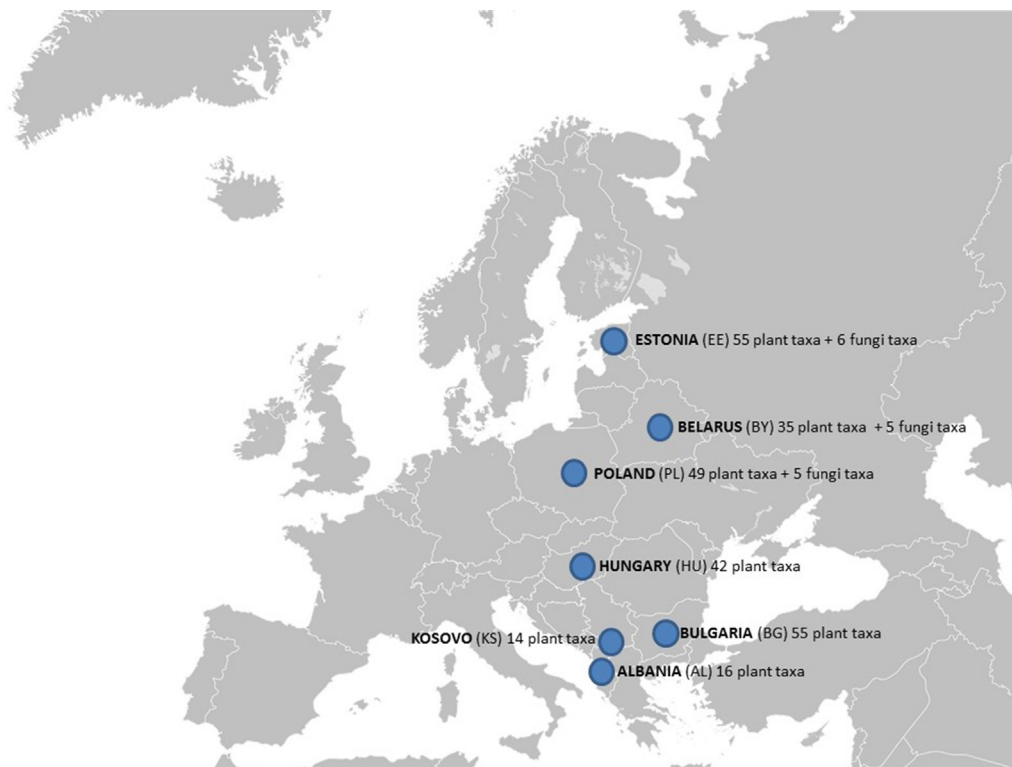 ESTONIA (EE) 55 plant taxa + 6 fungi taxa
BELARUS (BY) 35 plant taxa + 5 fungi taxa
POLAND (PL) 49 plant taxa + 5 fungi taxa
HUNGARY (HU) 42 plant taxa
BULGARIA (BG) 55 plant taxa
KOSOVO (KS) 14 plant taxa
ALBANIA (AL) 16 plant taxa